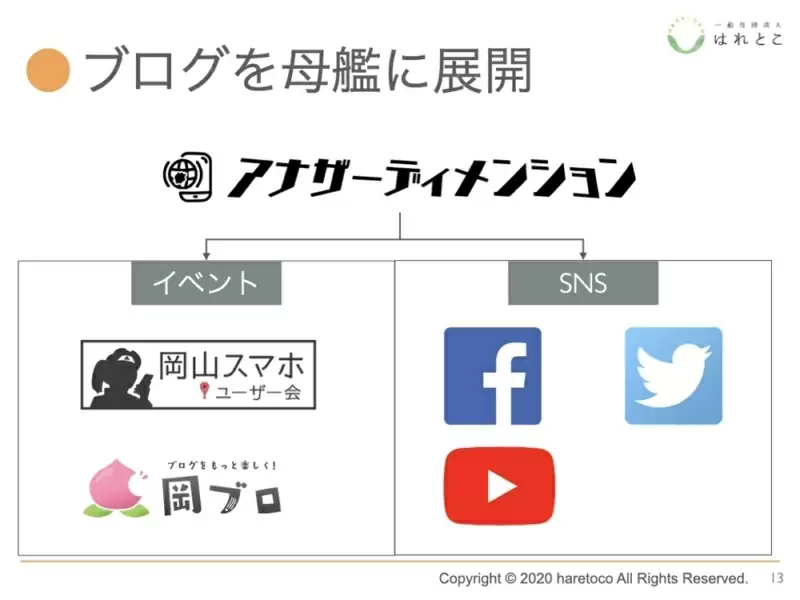 一般社団法人
はれとこ
ブログを母艦に展開
アナザーディメンション
イベント
SNS
岡山スマホ
ユーザー会
ブログをもっと楽しく!
岡ブロ
Copyright © 2020 haretoco All Rights Reserved.
13